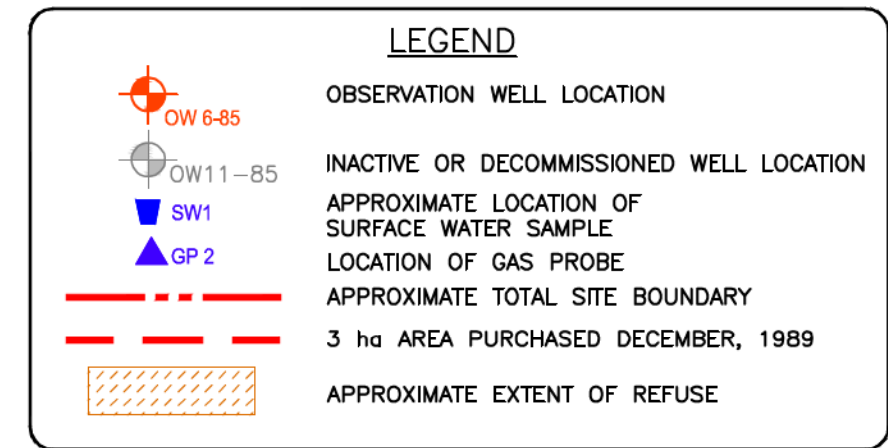 LEGEND
OW 6-85 OBSERVATION WELL LOCATION
OW11-85 INACTIVE OR DECOMMISSIONED WELL LOCATION
SW1 APPROXIMATE LOCATION OF
SURFACE WATER SAMPLE
GP 2 LOCATION OF GAS PROBE
APPROXIMATE TOTAL SITE BOUNDARY
3 ha AREA PURCHASED DECEMBER, 1989
APPROXIMATE EXTENT OF REFUSE